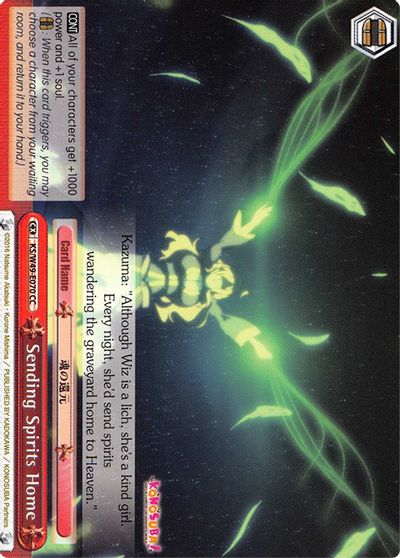 CONT All of your characters get +1000
power and +1 soul.
( : When this card triggers, you may
choose a character from your waiting
room, and return it to your hand.)
Kazuma: "Although Wiz is a lich, she's a kind girl.
Every night, she'd send spirits
wandering the graveyard home to Heaven."
KONOSUBA!
Card Name
魂の還元
CX
KS/W49-E070 CC
Sending Spirits Home
©2016 Natsume Akatsuki・Kurone Mishima / PUBLISHED BY KADOKAWA / KONOSUBA Partners